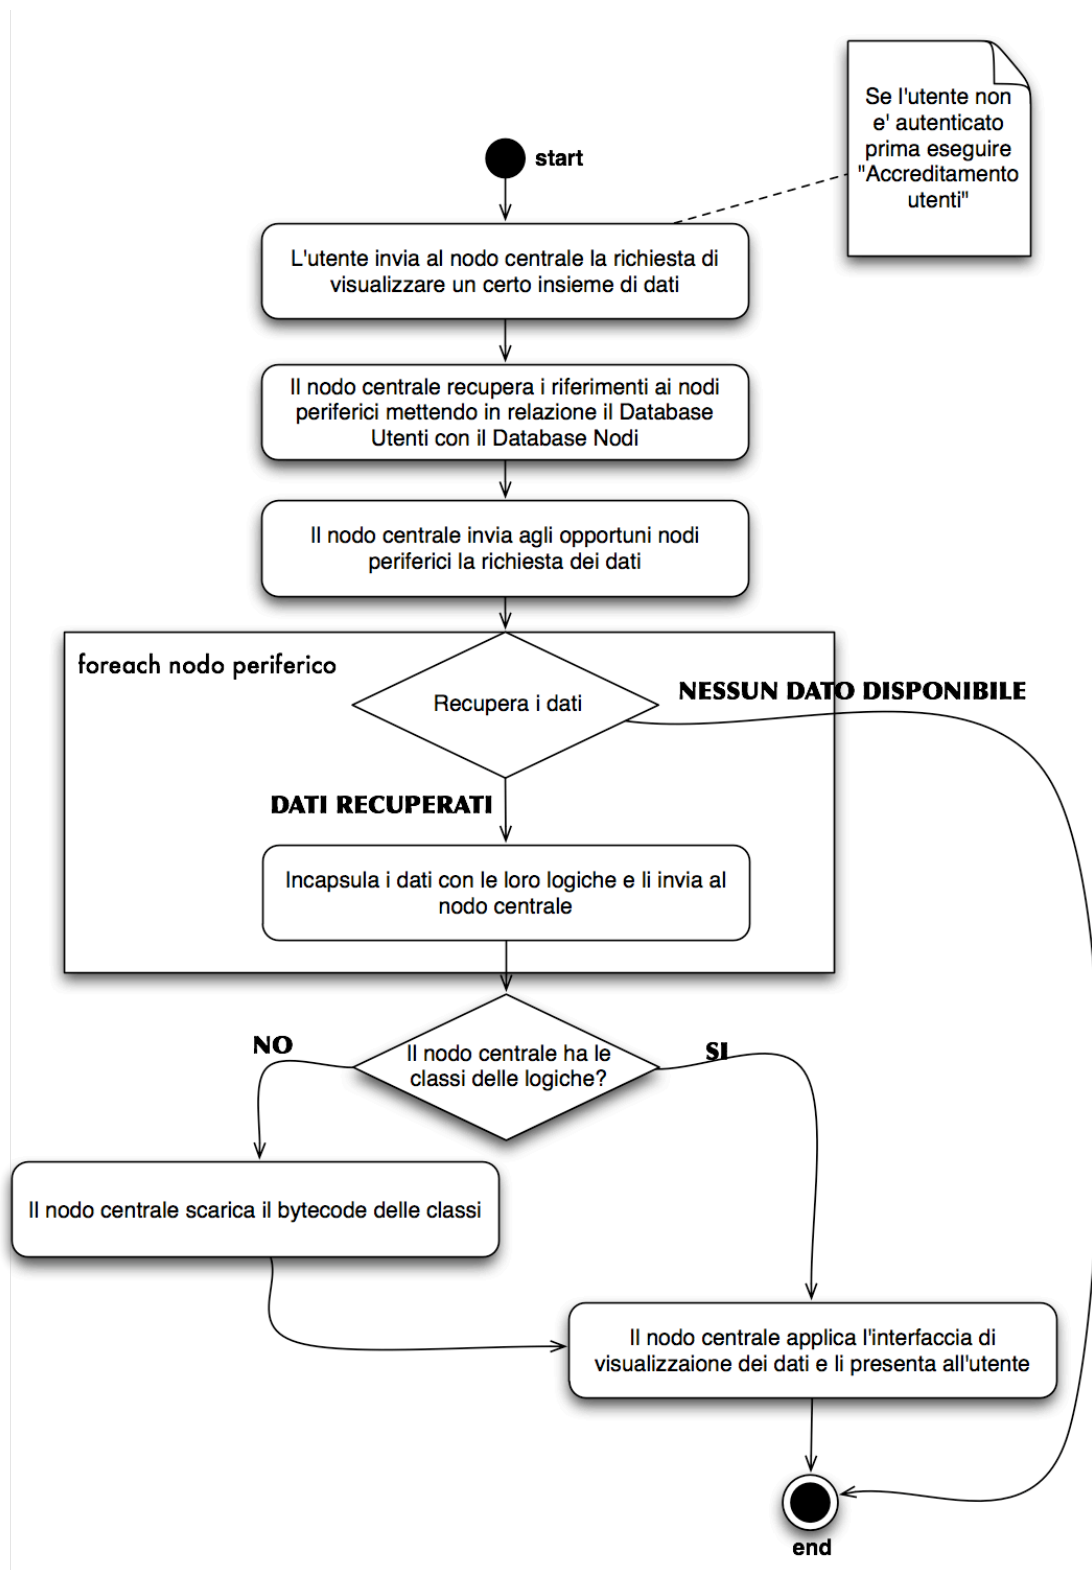 Se l'utente non
e' autenticato
prima eseguire
"Accreditamento
utenti"
start
L'utente invia al nodo centrale la richiesta di
visualizzare un certo insieme di dati
Il nodo centrale recupera i riferimenti ai nodi
periferici mettendo in relazione il Database
Utenti con il Database Nodi
Il nodo centrale invia agli opportuni nodi
periferici la richiesta dei dati
foreach nodo periferico
Recupera i dati
NESSUN DATO DISPONIBILE
DATI RECUPERATI
Incapsula i dati con le loro logiche e li invia al
nodo centrale
NO
Il nodo centrale ha le
classi delle logiche?
SI
Il nodo centrale scarica il bytecode delle classi
Il nodo centrale applica l'interfaccia di
visualizzaione dei dati e li presenta all'utente
end